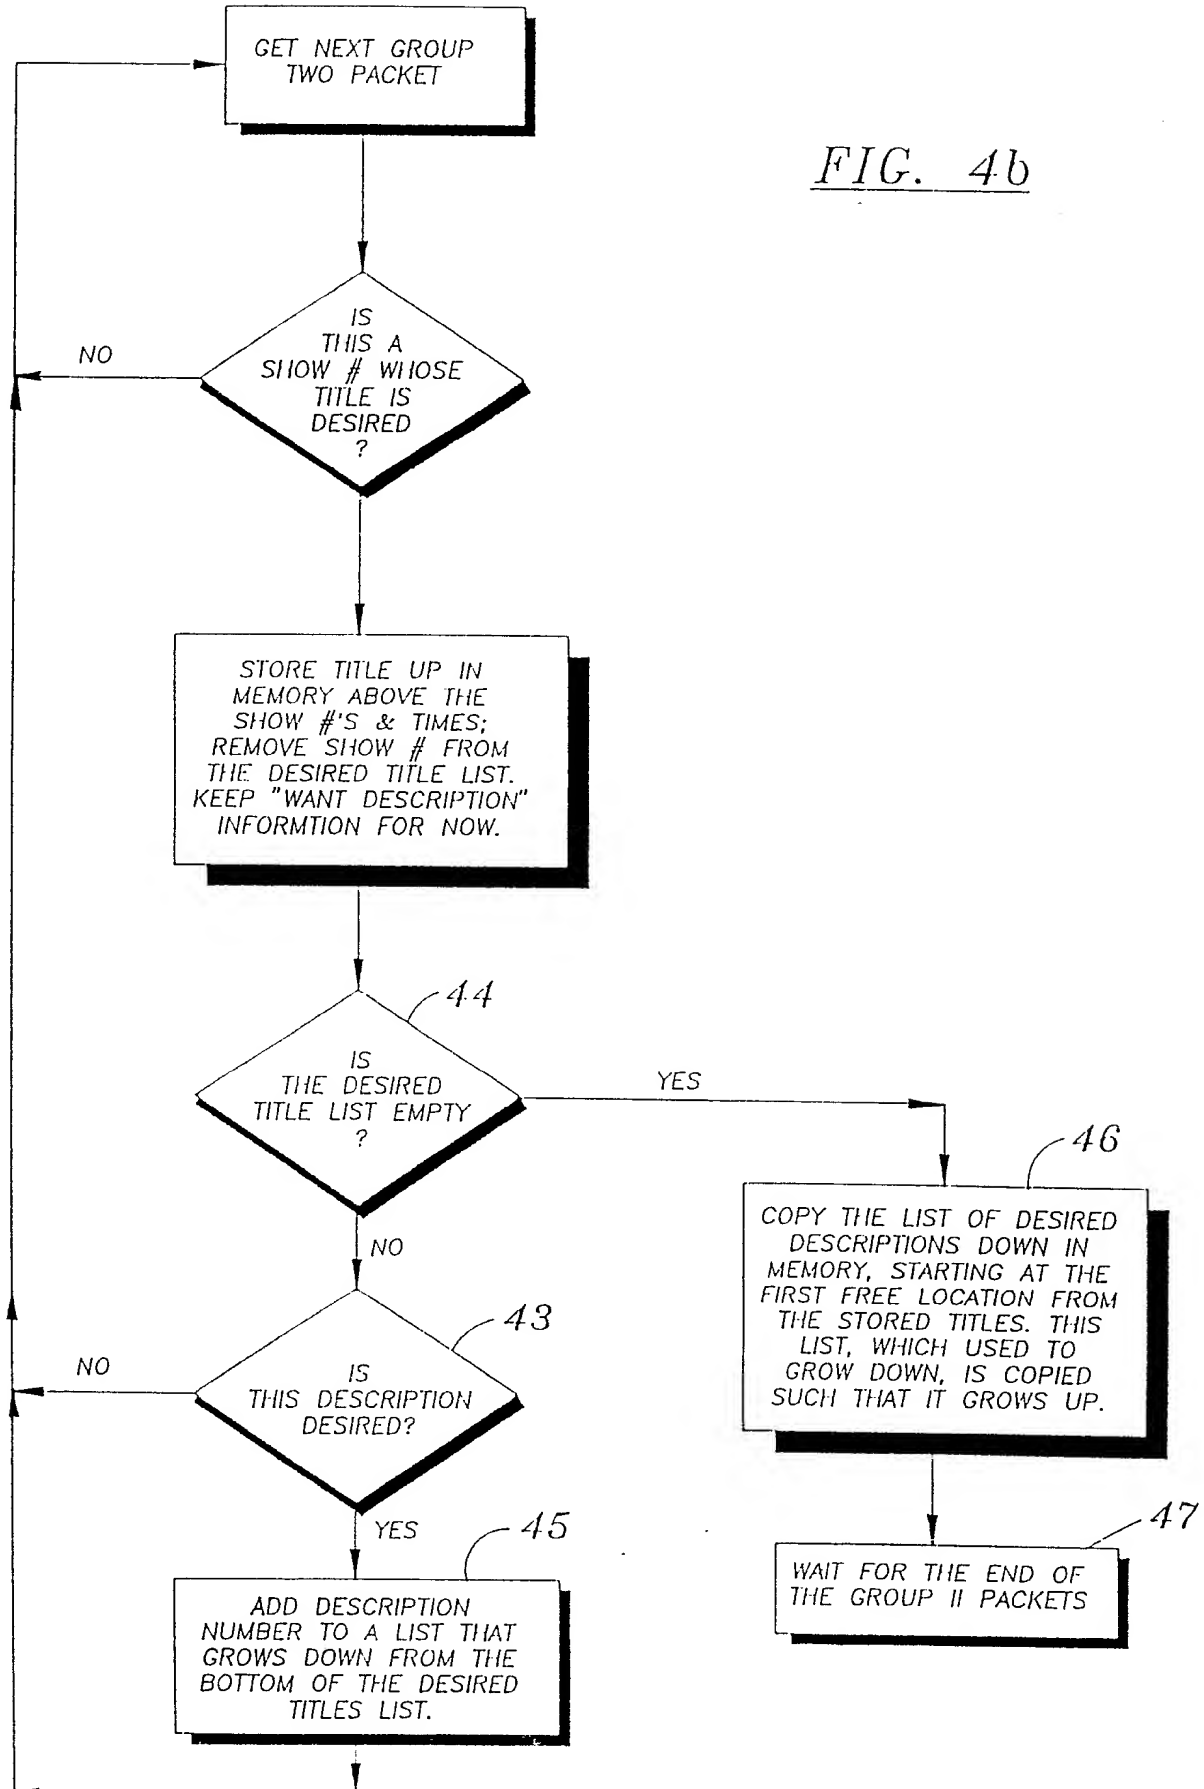 GET NEXT GROUP
TWO PACKET
FIG. 4b
IS
THIS A
SHOW # WHOSE
TITLE IS
DESIRED
?
NO
STORE TITLE UP IN
MEMORY ABOVE THE
SHOW #'S & TIMES;
REMOVE SHOW # FROM
THE DESIRED TITLE LIST.
KEEP "WANT DESCRIPTION"
INFORMTION FOR NOW.
44
IS
THE DESIRED
TITLE LIST EMPTY
?
YES
NO
46
COPY THE LIST OF DESIRED
DESCRIPTIONS DOWN IN
MEMORY, STARTING AT THE
FIRST FREE LOCATION FROM
THE STORED TITLES. THIS
LIST, WHICH USED TO
GROW DOWN, IS COPIED
SUCH THAT IT GROWS UP.
43
IS
THIS DESCRIPTION
DESIRED?
NO
YES
45
ADD DESCRIPTION
NUMBER TO A LIST THAT
GROWS DOWN FROM THE
BOTTOM OF THE DESIRED
TITLES LIST.
47
WAIT FOR THE END OF
THE GROUP II PACKETS